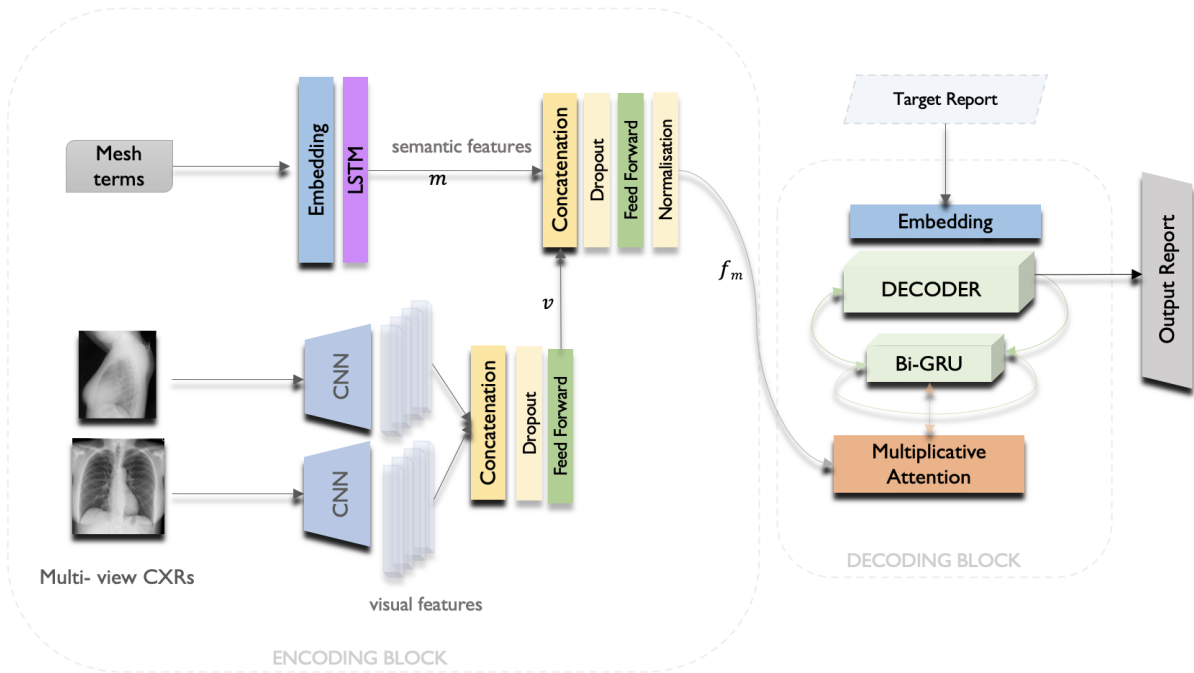 Mesh
terms
Embedding
LSTM
semantic features
m
Concatenation
Dropout
Feed Forward
Normalisation
f_m
v
CNN
CNN
Concatenation
Dropout
Feed Forward
Multi- view CXRs
visual features
ENCODING BLOCK
Target Report
Embedding
DECODER
Bi-GRU
Multiplicative
Attention
DECODING BLOCK
Output Report